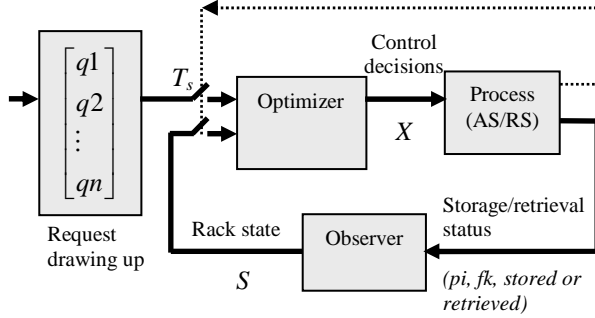 q1
q2
⋮
qn
Request
drawing up
Ts
Optimizer
Control
decisions
X
Process
(AS/RS)
Rack state
S
Observer
Storage/retrieval
status
(pi, fk, stored or
retrieved)